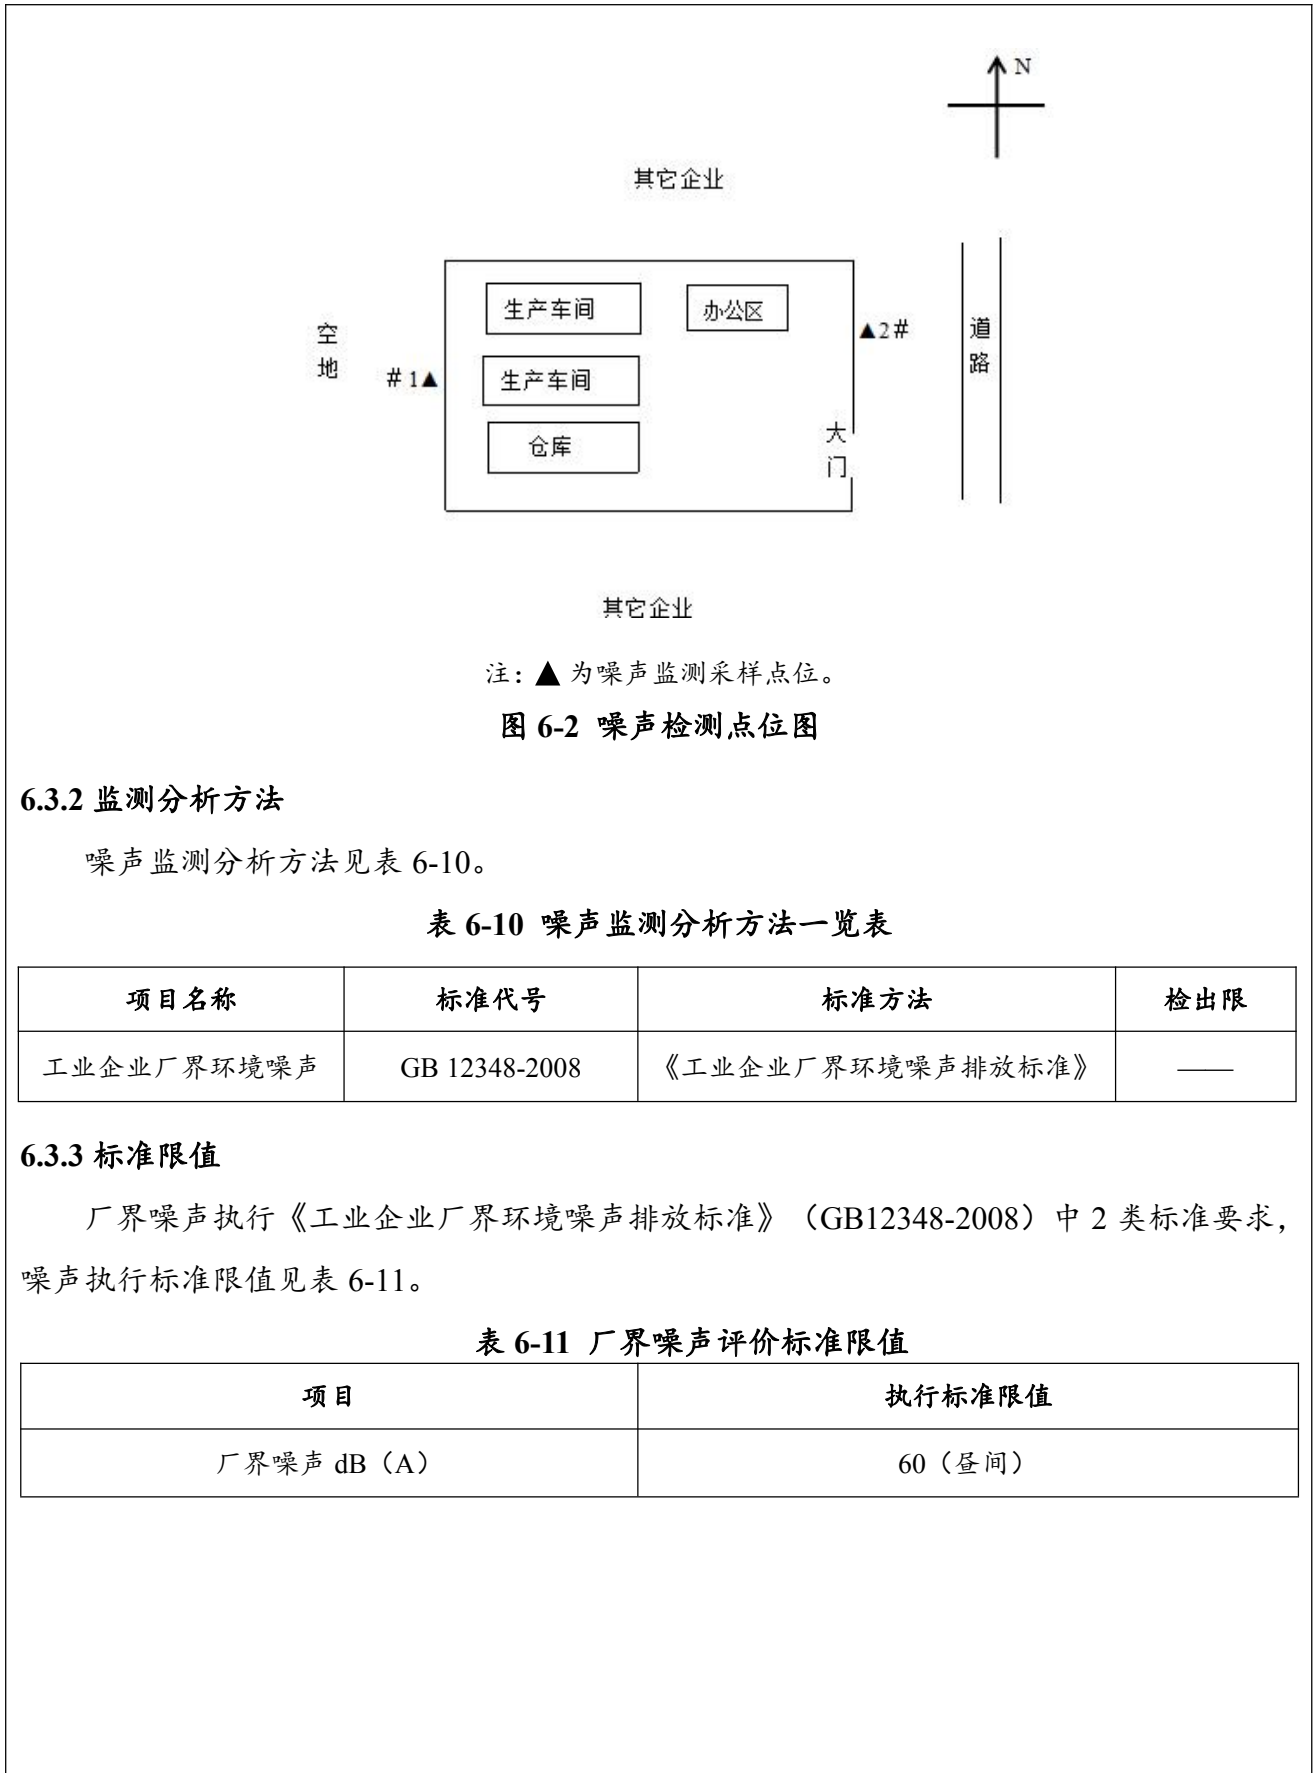 N
其它企业
生产车间
办公区
空地
▲2#
道路
#1▲
生产车间
大门
仓库
其它企业
注：▲为噪声监测采样点位。
图 6-2 噪声检测点位图
6.3.2 监测分析方法
噪声监测分析方法见表 6-10。
表 6-10 噪声监测分析方法一览表
项目名称 标准代号 标准方法 检出限
工业企业厂界环境噪声 GB 12348-2008 《工业企业厂界环境噪声排放标准》 ——
6.3.3 标准限值
厂界噪声执行《工业企业厂界环境噪声排放标准》（GB12348-2008）中 2 类标准要求，
噪声执行标准限值见表 6-11。
表 6-11 厂界噪声评价标准限值
项目 执行标准限值
厂界噪声 dB（A） 60（昼间）